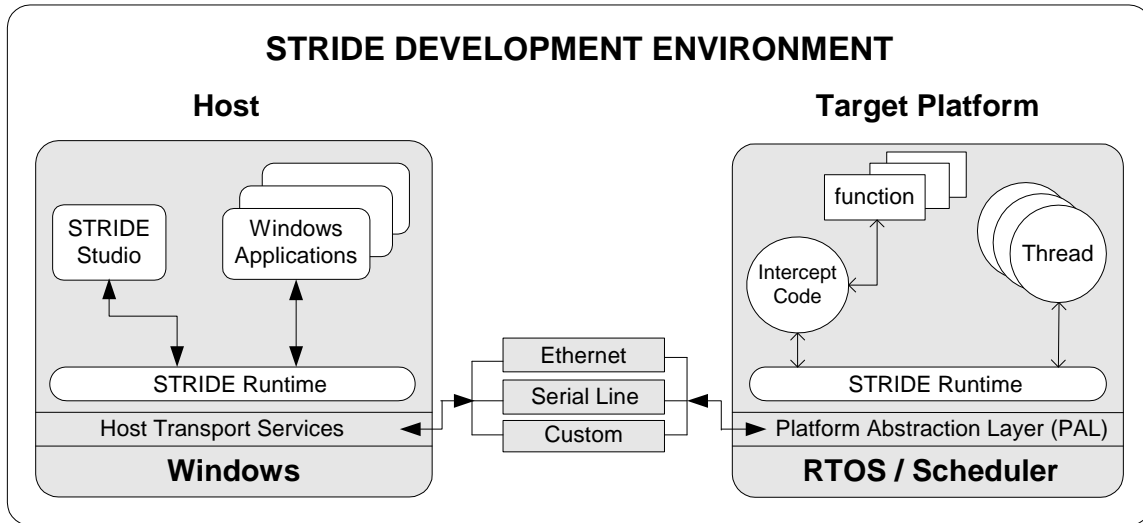 STRIDE DEVELOPMENT ENVIRONMENT
Host
STRIDE
Studio
Windows
Applications
STRIDE Runtime
Host Transport Services
Windows
Ethernet
Serial Line
Custom
Target Platform
function
Intercept
Code
Thread
STRIDE Runtime
Platform Abstraction Layer (PAL)
RTOS / Scheduler